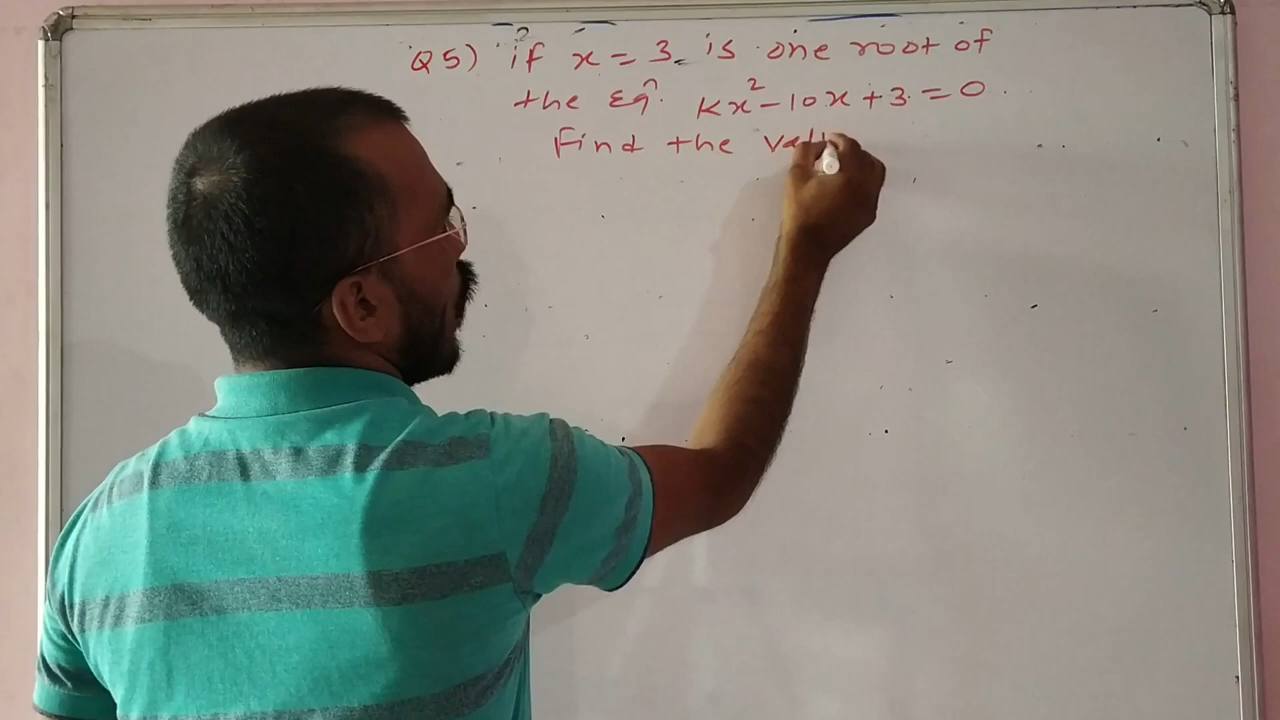 Q5) if x = 3 is one root of
the Eqⁿ. kx² - 10x + 3 = 0.
Find the